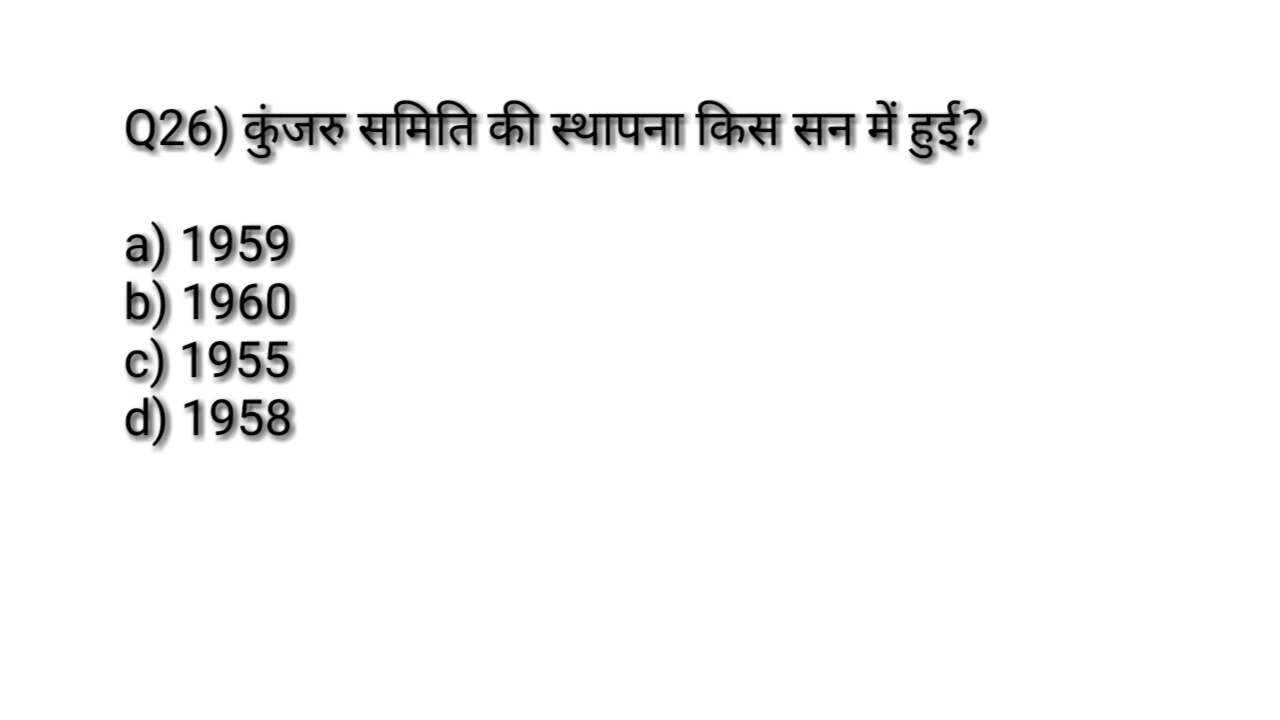 Q26) कुंजरु समिति की स्थापना किस सन में हुई?
a) 1959
b) 1960
c) 1955
d) 1958